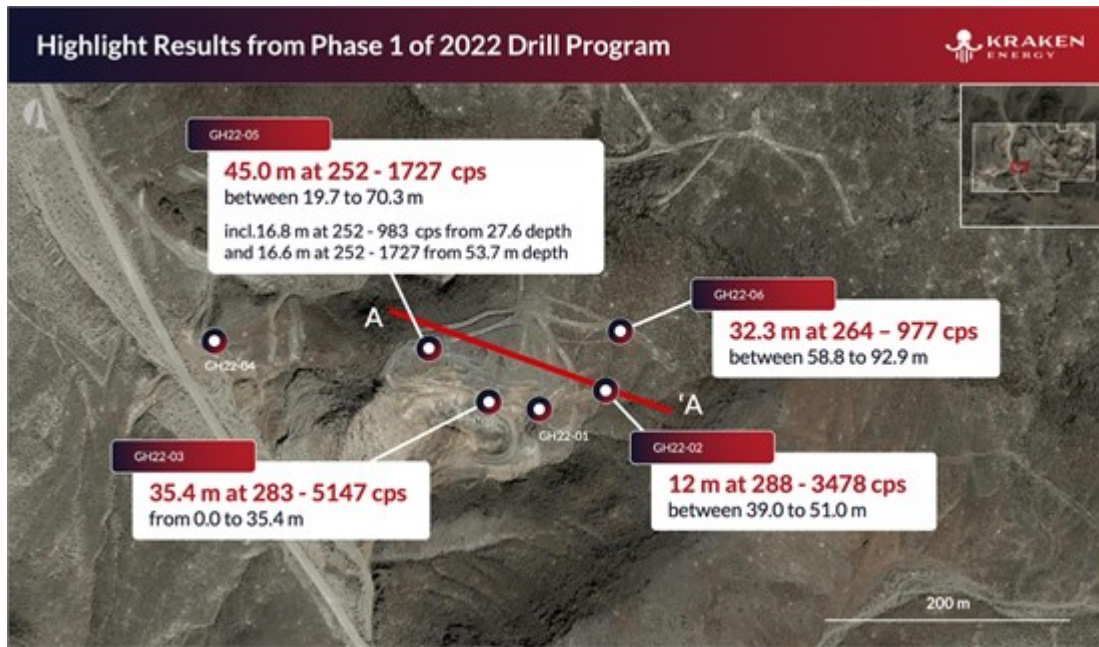 Highlight Results from Phase 1 of 2022 Drill Program
KRAKEN
ENERGY
GH22-05
45.0 m at 252 - 1727 cps
between 19.7 to 70.3 m
incl.16.8 m at 252 - 983 cps from 27.6 depth
and 16.6 m at 252 - 1727 from 53.7 m depth
GH22-06
32.3 m at 264 – 977 cps
between 58.8 to 92.9 m
A
GH22-04
'A
GH22-01
GH22-03
35.4 m at 283 - 5147 cps
from 0.0 to 35.4 m
GH22-02
12 m at 288 - 3478 cps
between 39.0 to 51.0 m
200 m